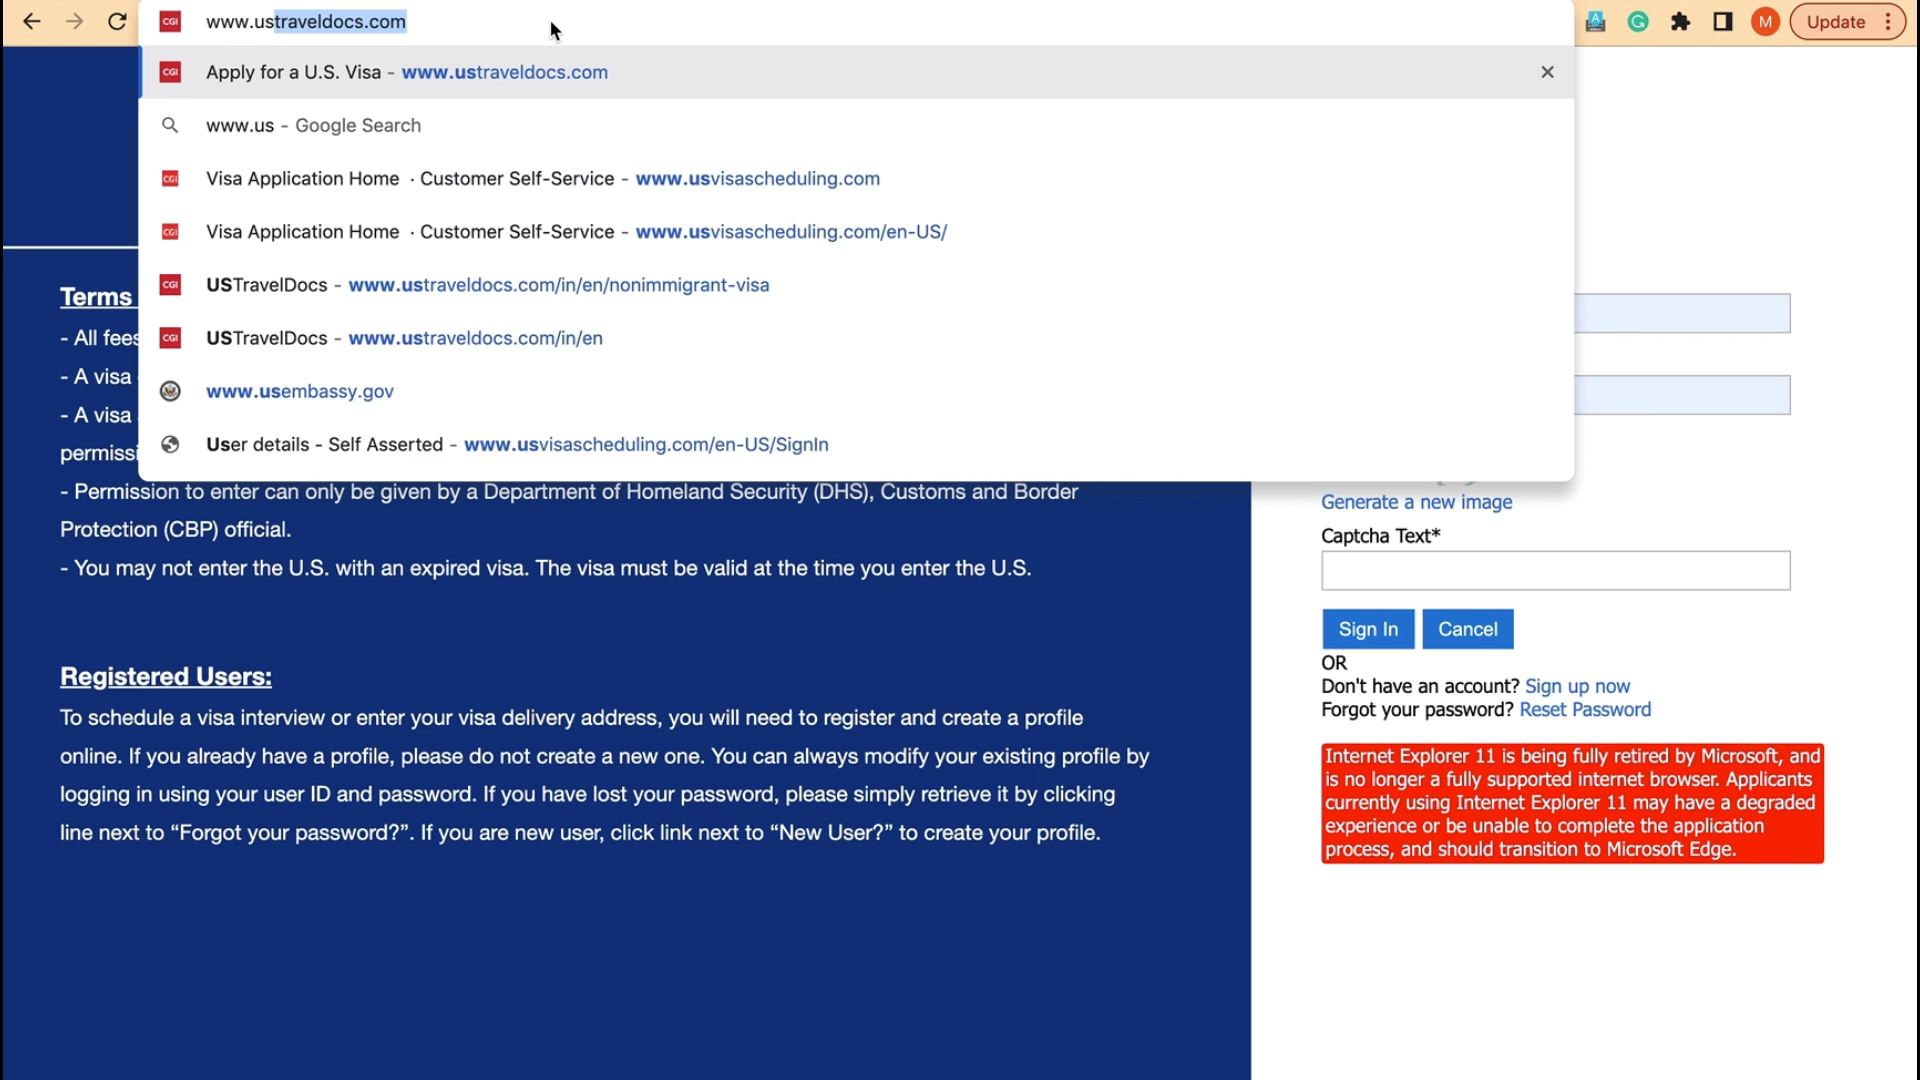 www.ustraveldocs.com
M
Update
CGI
Apply for a U.S. Visa - www.ustraveldocs.com
www.us - Google Search
CGI
Visa Application Home · Customer Self-Service - www.usvisascheduling.com
CGI
Visa Application Home · Customer Self-Service - www.usvisascheduling.com/en-US/
CGI
USTravelDocs - www.ustraveldocs.com/in/en/nonimmigrant-visa
CGI
USTravelDocs - www.ustraveldocs.com/in/en
www.usembassy.gov
User details - Self Asserted - www.usvisascheduling.com/en-US/SignIn
Terms
- All fees
- A visa
- A visa
- Permission to enter can only be given by a Department of Homeland Security (DHS), Customs and Border
Protection (CBP) official.
- You may not enter the U.S. with an expired visa. The visa must be valid at the time you enter the U.S.
Registered Users:
To schedule a visa interview or enter your visa delivery address, you will need to register and create a profile
online. If you already have a profile, please do not create a new one. You can always modify your existing profile by
logging in using your user ID and password. If you have lost your password, please simply retrieve it by clicking
line next to “Forgot your password?”. If you are new user, click link next to “New User?” to create your profile.
Generate a new image
Captcha Text*
Sign In
Cancel
OR
Don't have an account? Sign up now
Forgot your password? Reset Password
Internet Explorer 11 is being fully retired by Microsoft, and
is no longer a fully supported internet browser. Applicants
currently using Internet Explorer 11 may have a degraded
experience or be unable to complete the application
process, and should transition to Microsoft Edge.